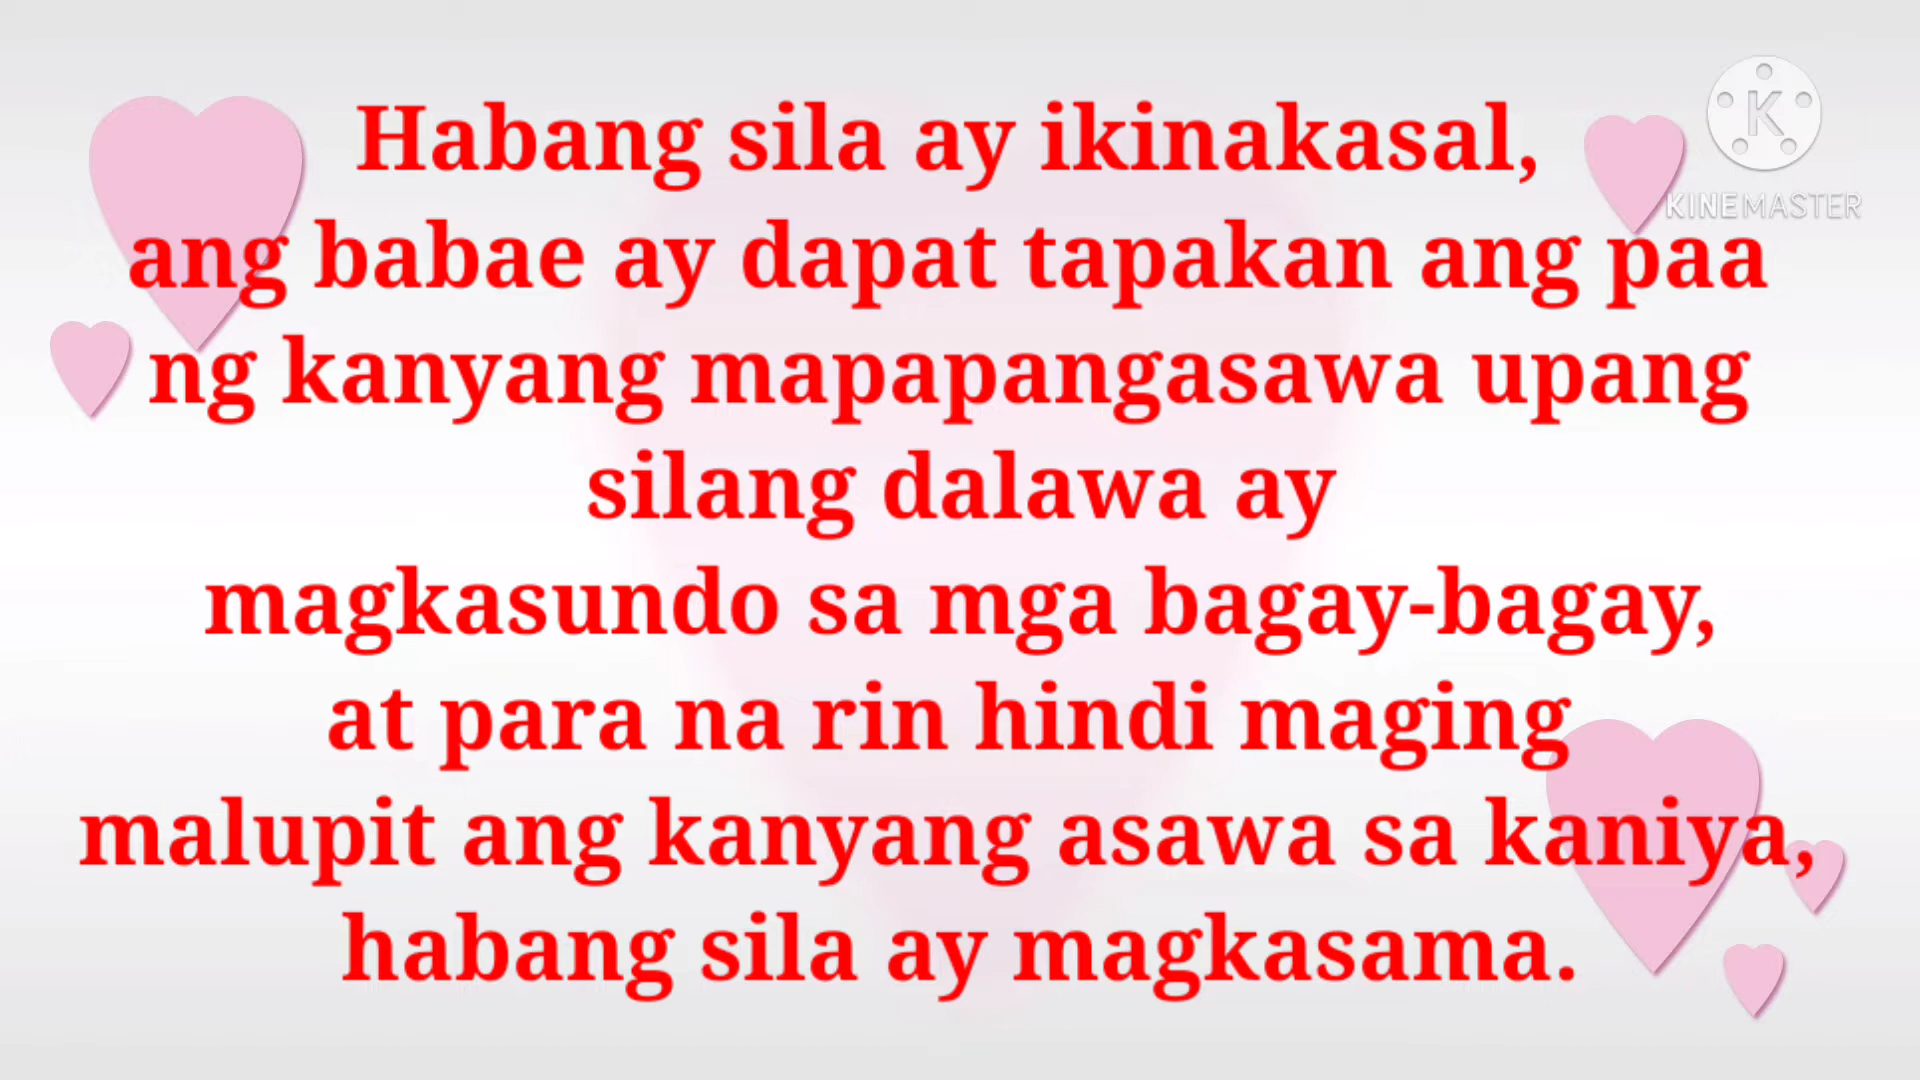 Habang sila ay ikinakasal,
ang babae ay dapat tapakan ang paa
ng kanyang mapapangasawa upang
silang dalawa ay
magkasundo sa mga bagay-bagay,
at para na rin hindi maging
malupit ang kanyang asawa sa kaniya,
habang sila ay magkasama.
K
KINEMASTER